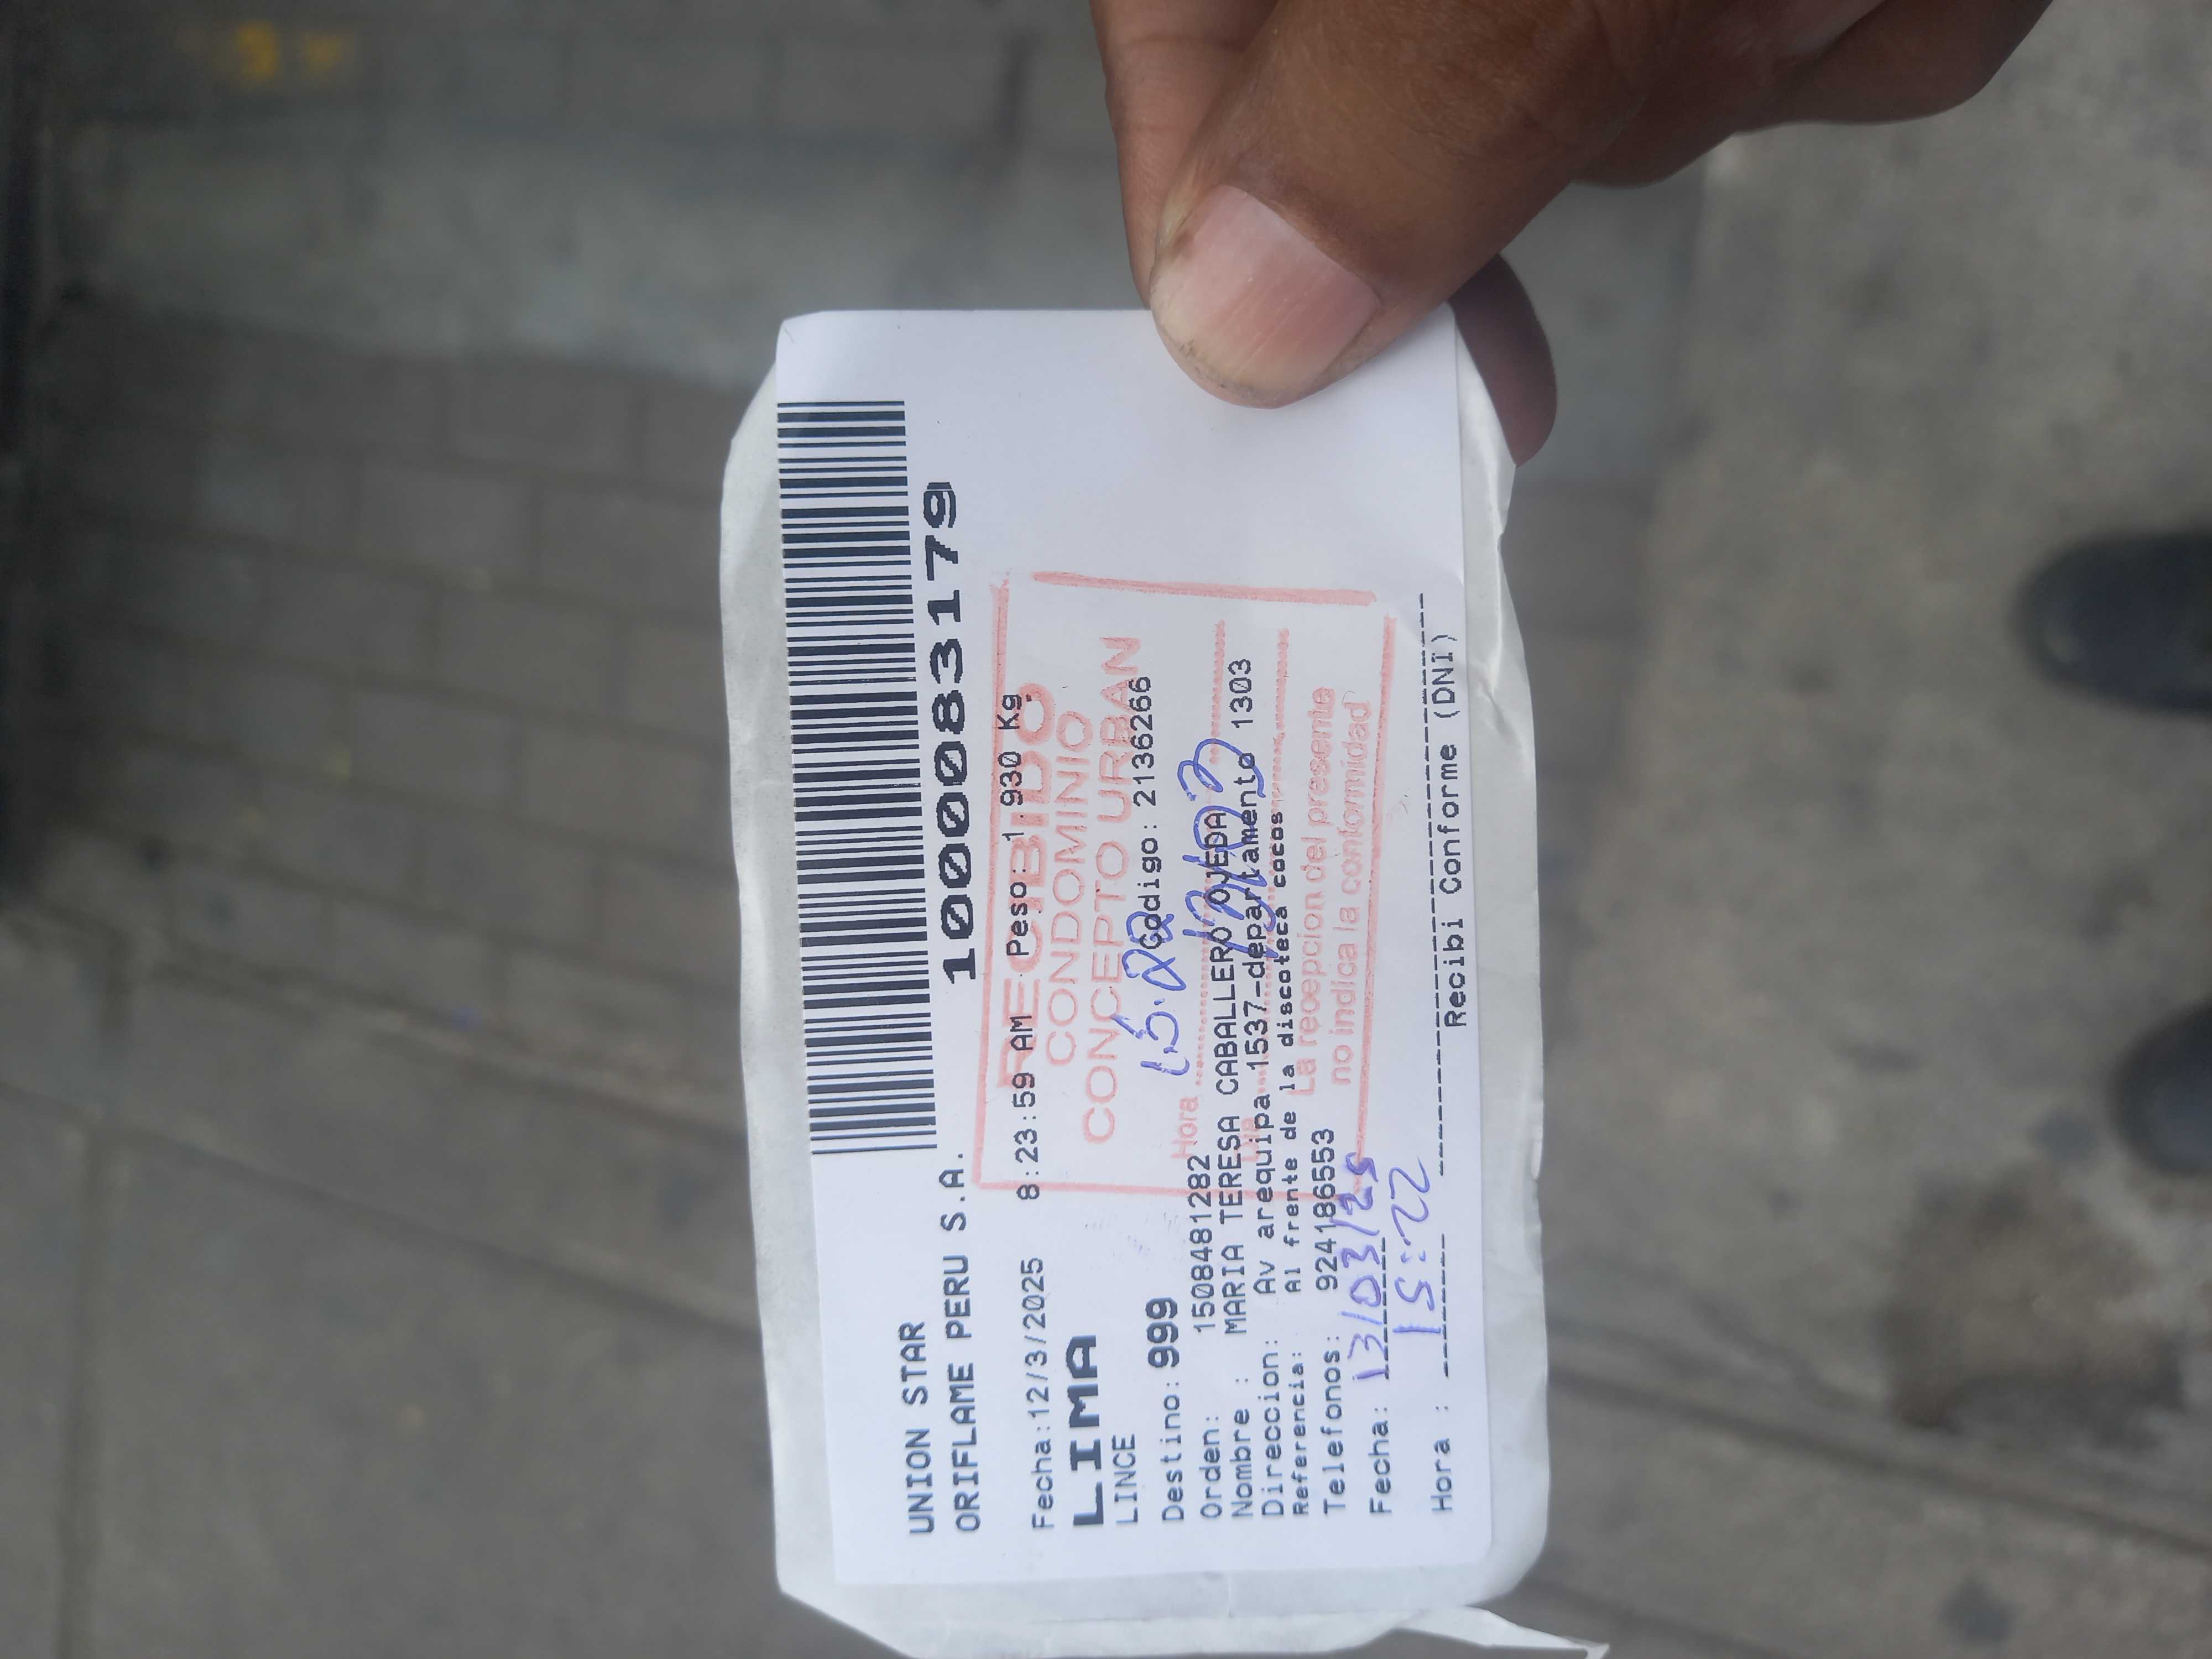 UNION STAR
ORIFLAME PERU S.A.
1000083179
Fecha:12/3/2025 8:23:59 AM Peso:1.930 Kg
LIMA
LINCE
Destino:999 Codigo: 2136266
Orden: 1508481282
Nombre : MARIA TERESA CABALLERO OJEDA
Direccion: Av arequipa 1537-departamento 1303
Referencia: Al frente de la discoteca cocos
Telefonos: 924186553
Fecha: 13/03/25
Hora : 15:22
Recibi Conforme (DNI)
RECIBIDO
CONDOMINIO
CONCEPTO URBAN
Hora 15:22
La recepcion del presente
no indica la conformidad